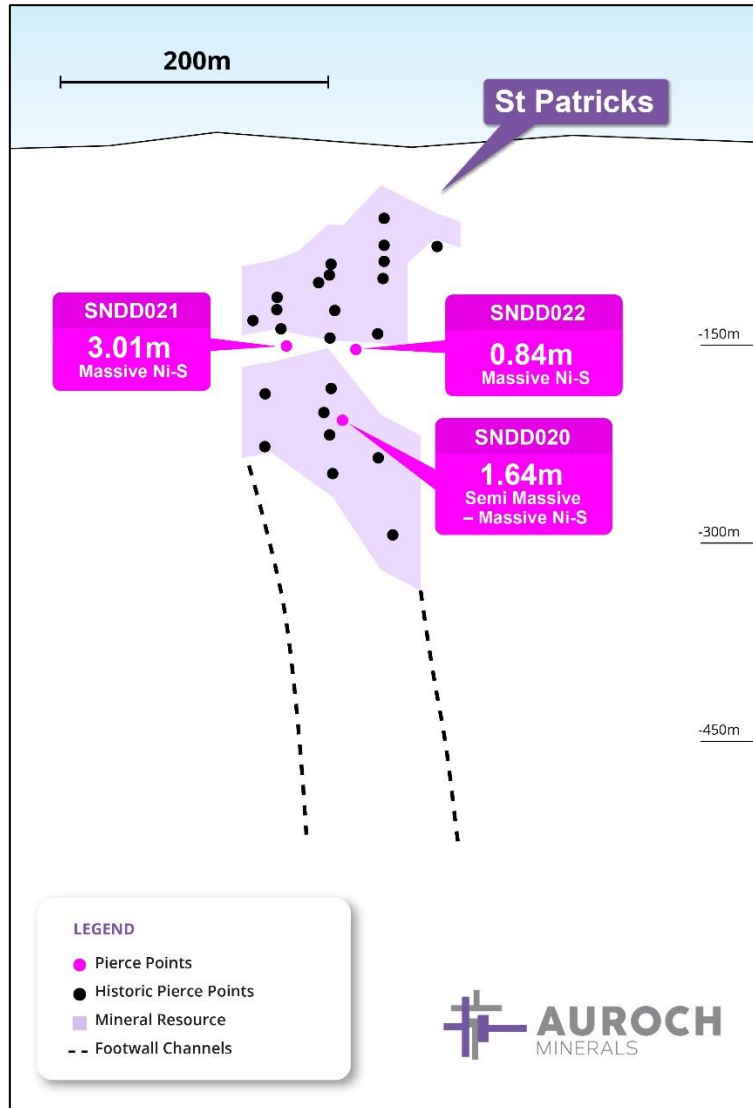 200m
St Patricks
SNDD021
3.01m
Massive Ni-S
SNDD022
0.84m
Massive Ni-S
-150m
SNDD020
1.64m
Semi Massive
– Massive Ni-S
-300m
-450m
LEGEND
Pierce Points
Historic Pierce Points
Mineral Resource
Footwall Channels
AUROCH
MINERALS